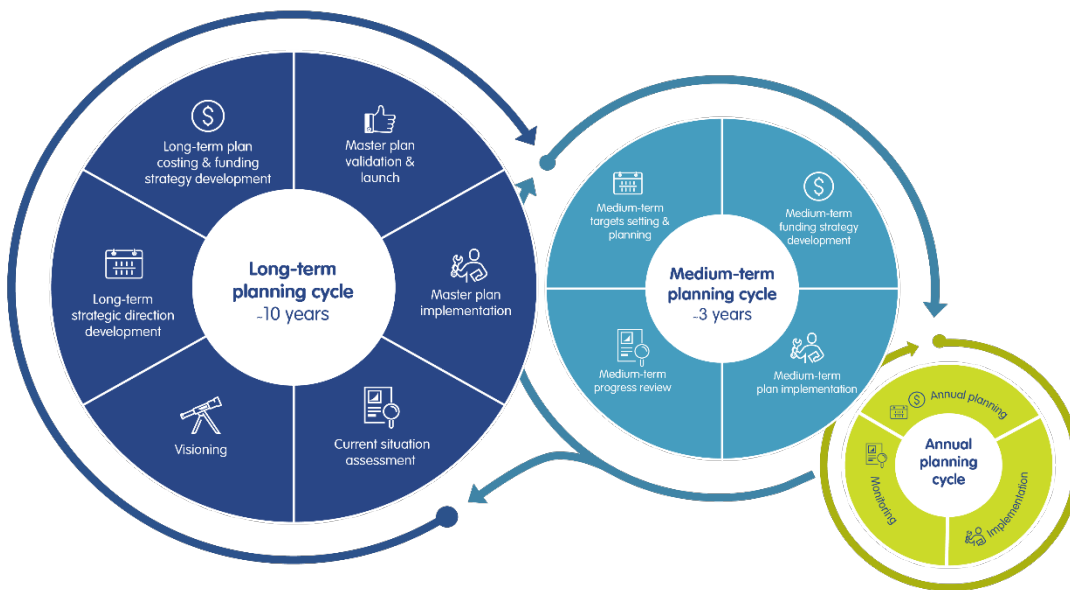 Long-term plan
costing & funding
strategy development
Master plan
validation &
launch
Long-term
strategic direction
development
Long-term
planning cycle
~10 years
Master plan
implementation
Visioning
Current situation
assessment
Medium-term
targets setting &
planning
Medium-term
funding strategy
development
Medium-term
planning cycle
~3 years
Medium-term
progress review
Medium-term
plan implementation
Annual planning
Annual
planning
cycle
Monitoring
Implementation